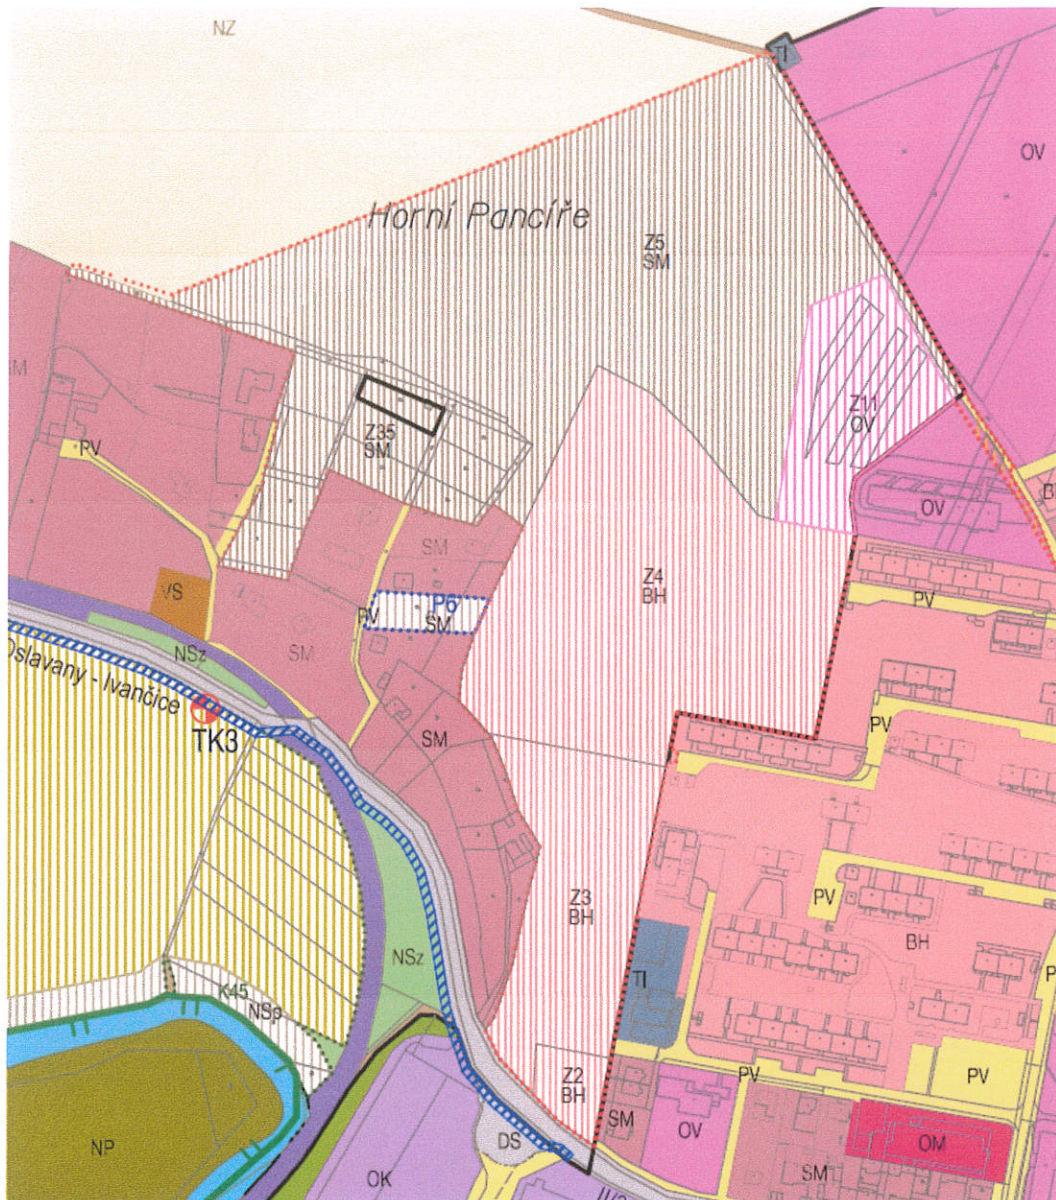 NZ
TI
OV
Horní Pancíře
Z5
SM
SM
Z11
OV
Z35
SM
PV
OV
SM
Z4
BH
PV
VS
P6
SM
PV
NSz
SM
Oslavany - Ivančice
TK3
SM
PV
Z3
BH
PV
BH
NSz
TI
K45
NSp
Z2
BH
PV
PV
NP
DS
SM
OV
OM
OK
SM